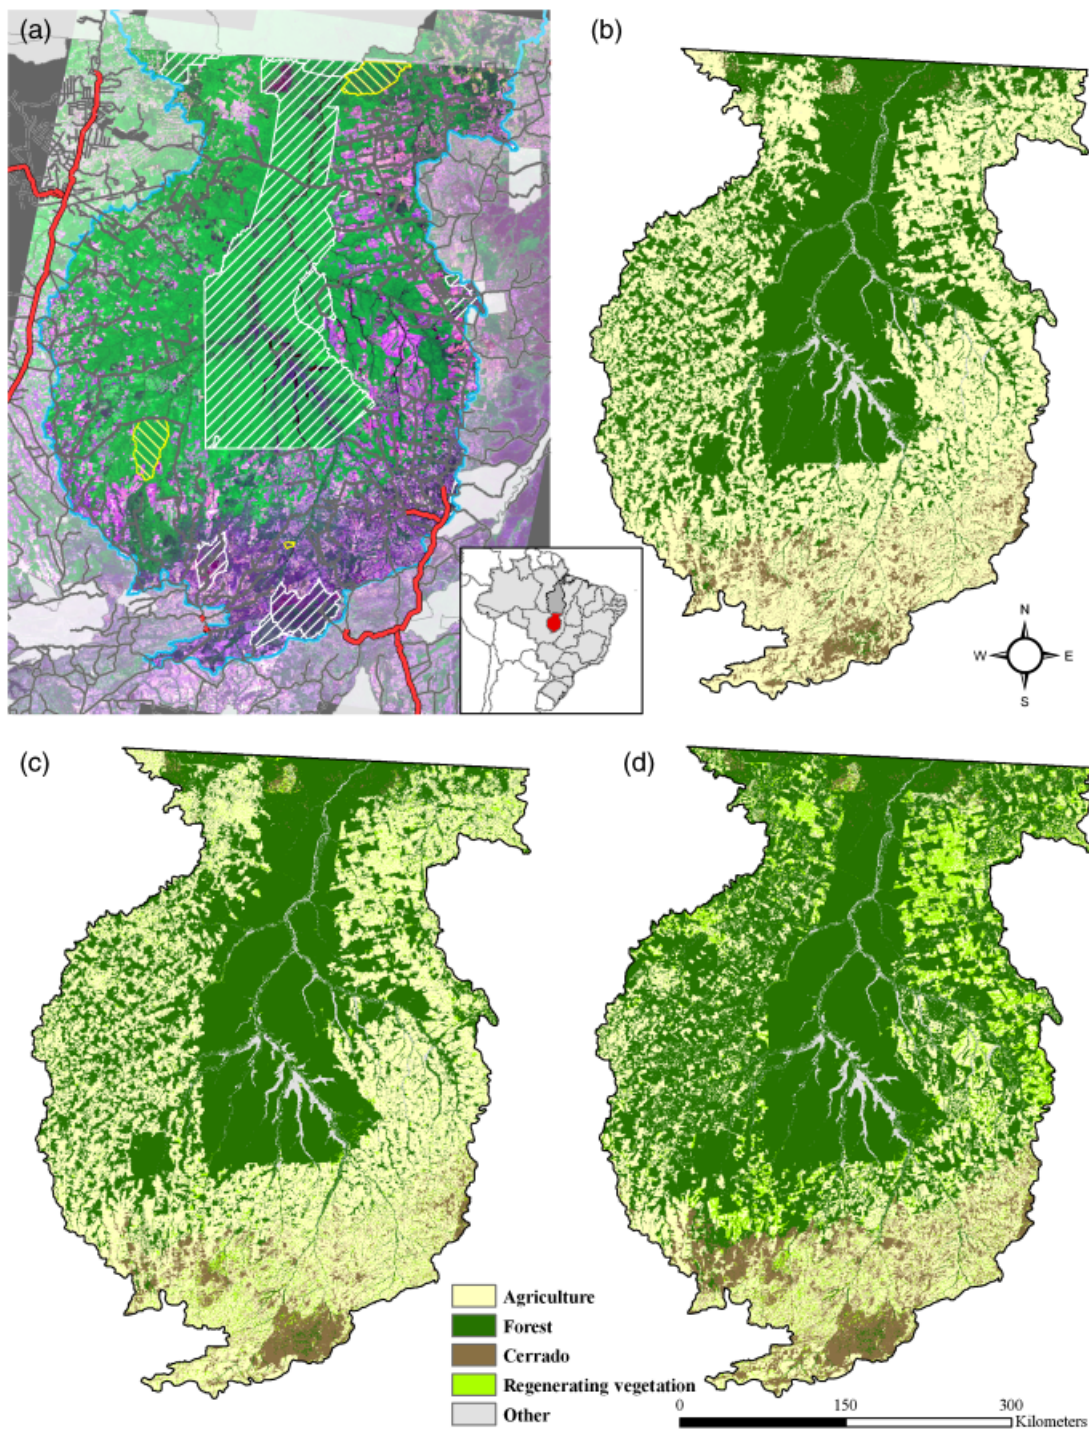 (a)
(b)
N
W
E
S
(c)
(d)
Agriculture
Forest
Cerrado
Regenerating vegetation
Other
0
150
300
Kilometers